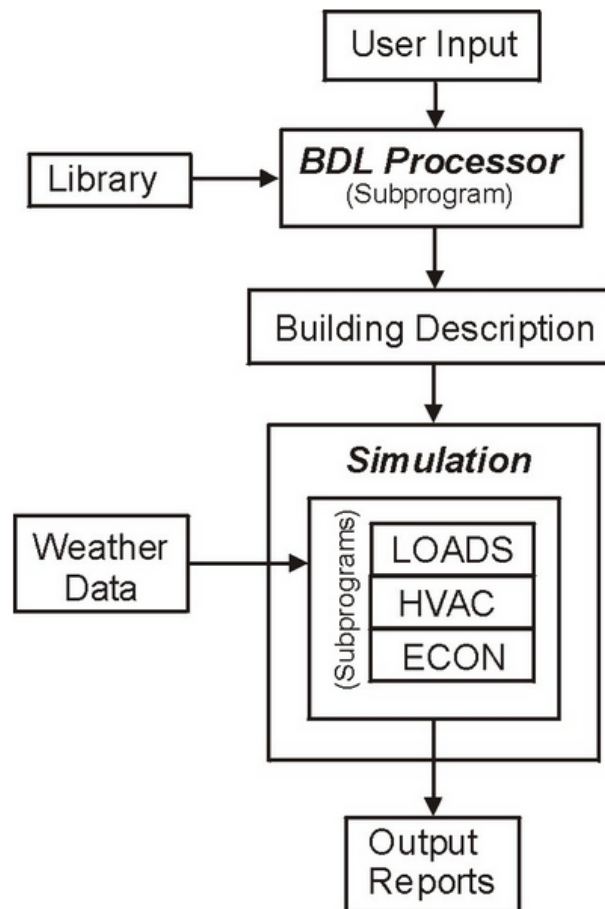 User Input
BDL Processor
(Subprogram)
Library
Building Description
Simulation
Weather
Data
(Subprograms)
LOADS
HVAC
ECON
Output
Reports